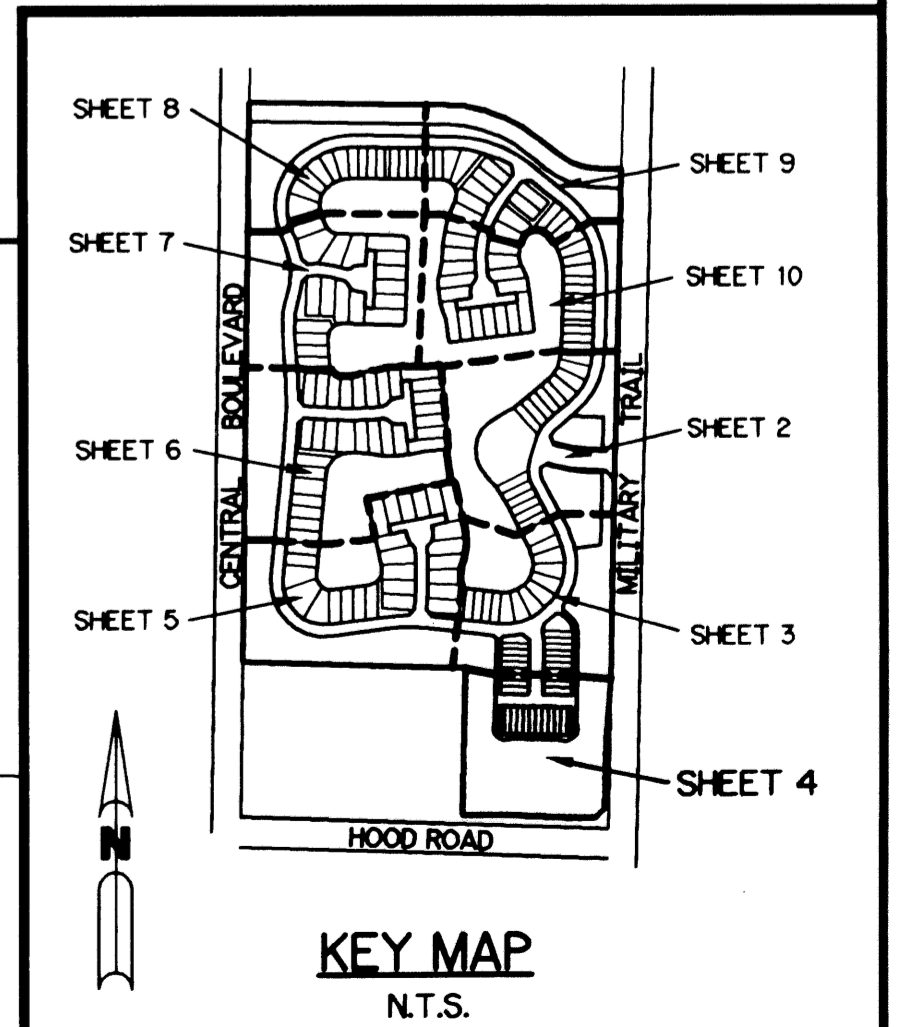 SHEET 8
SHEET 9
SHEET 7
SHEET 10
CENTRAL BOULEVARD
MILITARY TRAIL
SHEET 2
SHEET 6
SHEET 5
SHEET 3
SHEET 4
HOOD ROAD
N
KEY MAP
N.T.S.